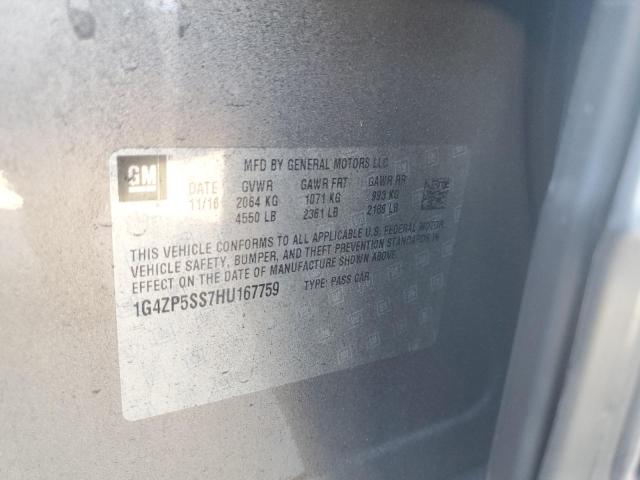 GM
MFD BY GENERAL MOTORS LLC
DATE GVWR GAWR FRT GAWR RR
11/16 2064 KG 1071 KG 993 KG
4550 LB 2361 LB 2189 LB
THIS VEHICLE CONFORMS TO ALL APPLICABLE U.S. FEDERAL MOTOR
VEHICLE SAFETY, BUMPER, AND THEFT PREVENTION STANDARDS IN
EFFECT ON THE DATE OF MANUFACTURE SHOWN ABOVE.
1G4ZP5SS7HU167759 TYPE: PASS CAR